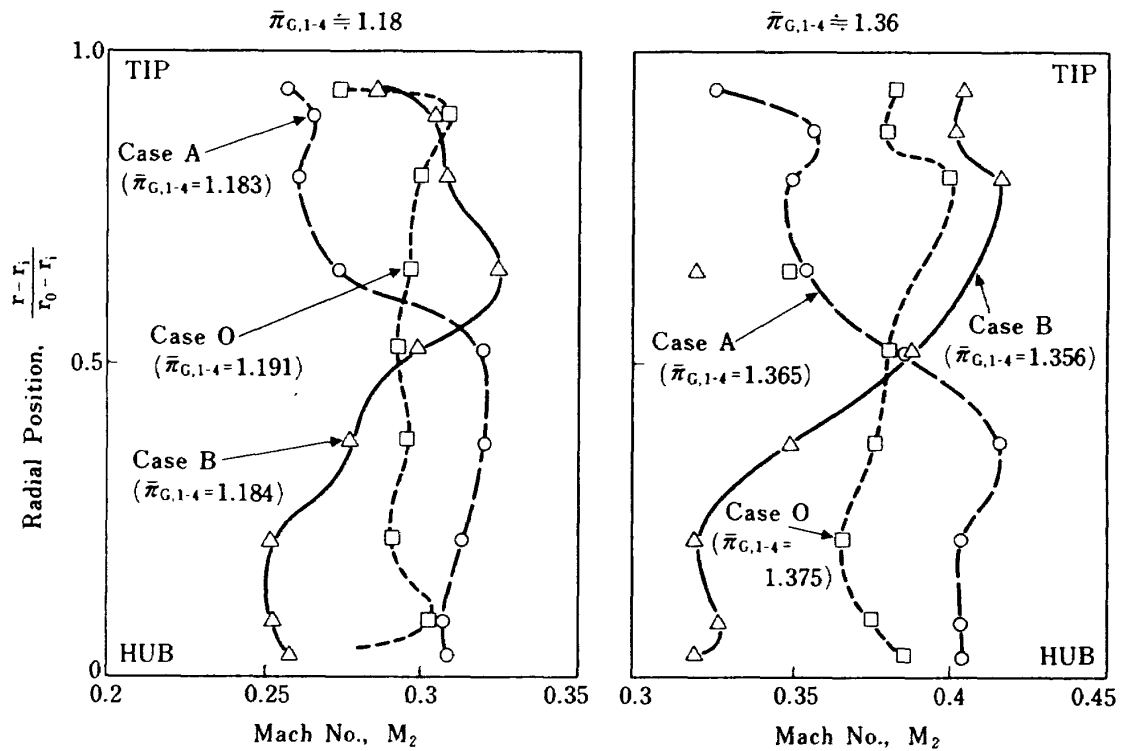 π̄G,1-4 ≒ 1.18
1.0
TIP
Case A
(π̄G,1-4=1.183)
Case O
(π̄G,1-4=1.191)
0.5
Case B
(π̄G,1-4=1.184)
HUB
0
0.2 0.25 0.3 0.35
Mach No., M2
Radial Position, r-ri / r0-ri
π̄G,1-4 ≒ 1.36
TIP
Case A
(π̄G,1-4=1.365)
Case B
(π̄G,1-4=1.356)
Case O
(π̄G,1-4=
1.375)
HUB
0.3 0.35 0.4 0.45
Mach No., M2